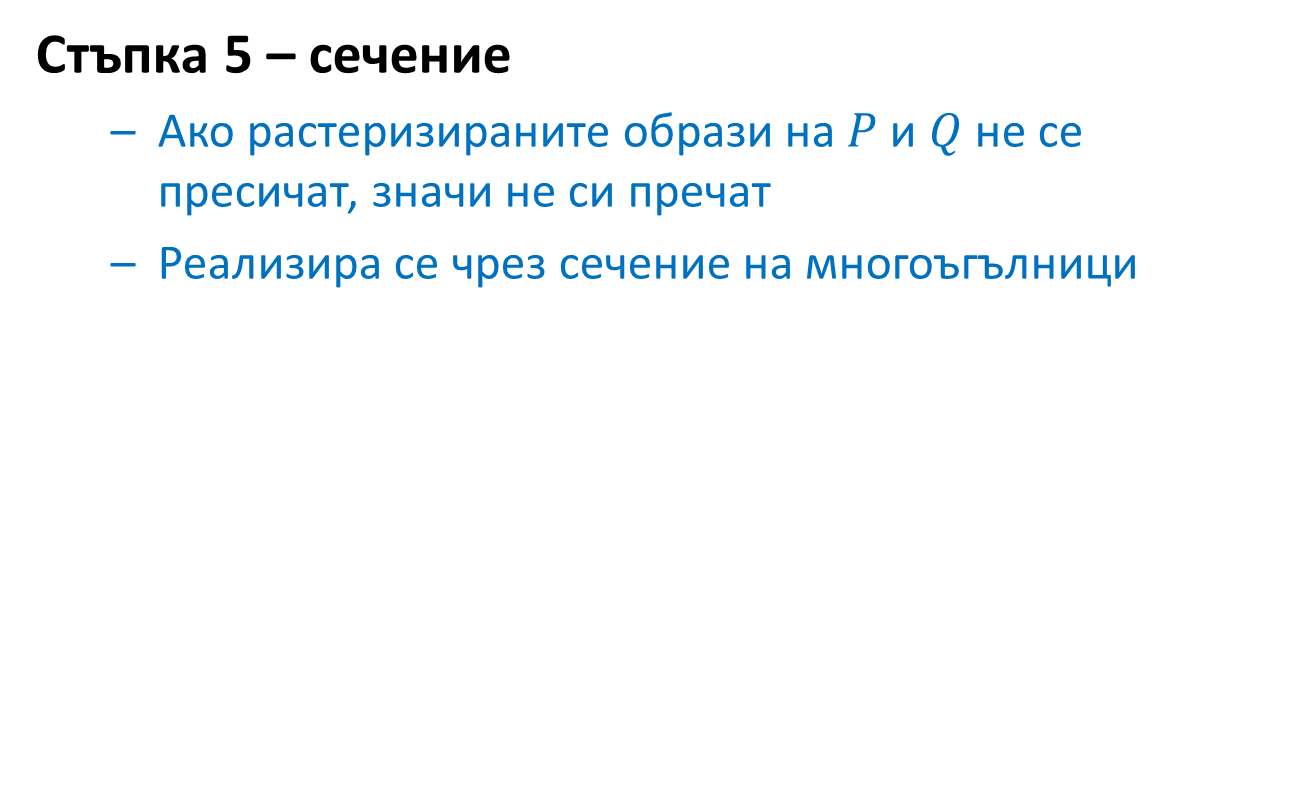 Стъпка 5 – сечение
– Ако растеризираните образи на P и Q не се
пресичат, значи не си пречат
– Реализира се чрез сечение на многоъгълници